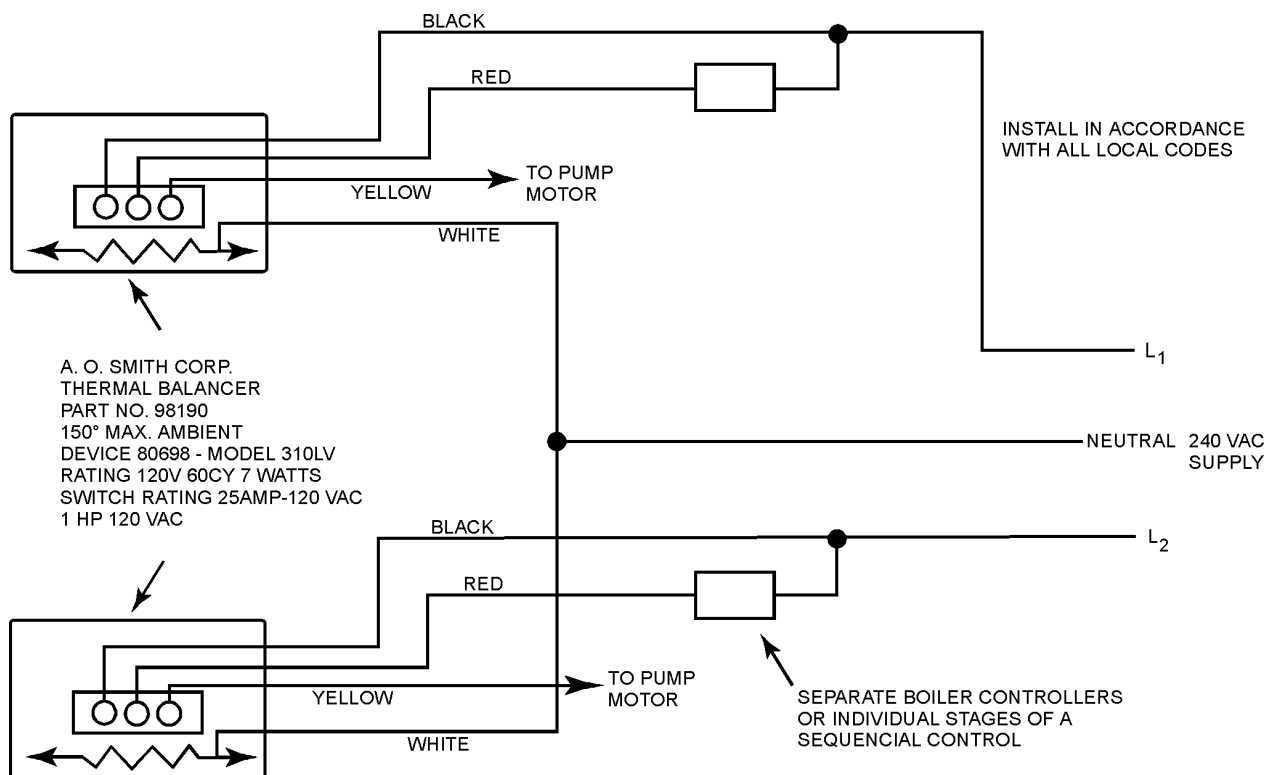 BLACK
RED
INSTALL IN ACCORDANCE
WITH ALL LOCAL CODES
TO PUMP
MOTOR
YELLOW
WHITE
L1
A. O. SMITH CORP.
THERMAL BALANCER
PART NO. 98190
150° MAX. AMBIENT
DEVICE 80698 - MODEL 310LV
RATING 120V 60CY 7 WATTS
SWITCH RATING 25AMP-120 VAC
1 HP 120 VAC
NEUTRAL
240 VAC
SUPPLY
BLACK
L2
RED
TO PUMP
MOTOR
YELLOW
WHITE
SEPARATE BOILER CONTROLLERS
OR INDIVIDUAL STAGES OF A
SEQUENCIAL CONTROL